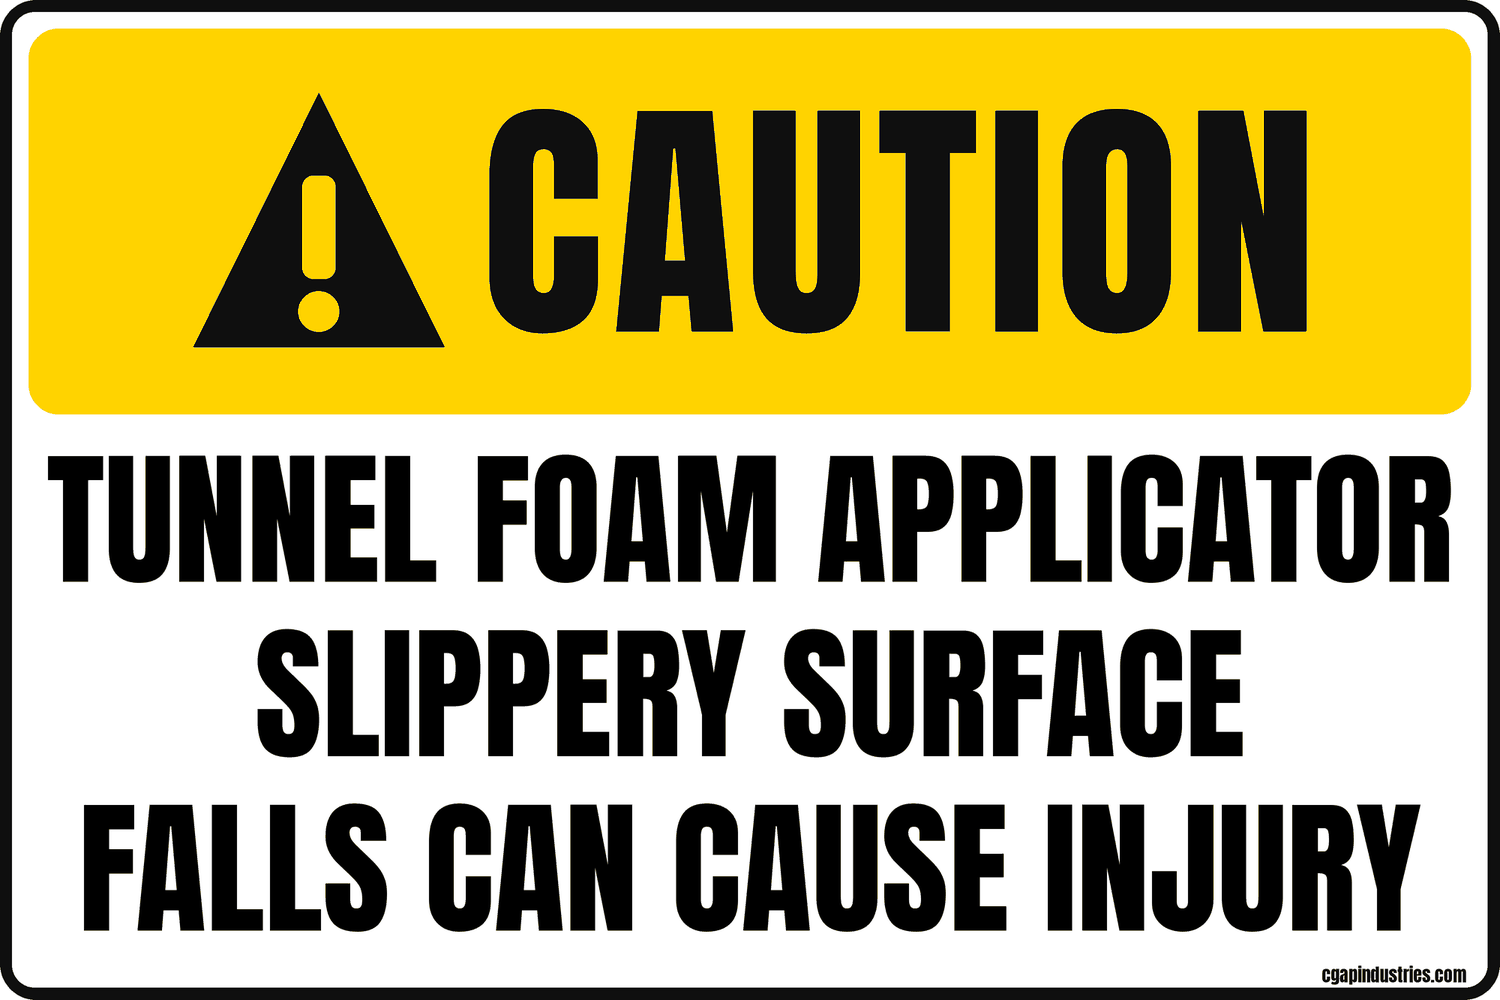 CAUTION
TUNNEL FOAM APPLICATOR
SLIPPERY SURFACE
FALLS CAN CAUSE INJURY
cgapindustries.com